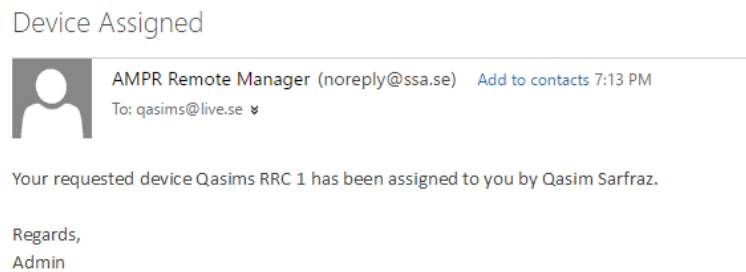 Device Assigned
AMPR Remote Manager (noreply@ssa.se) Add to contacts 7:13 PM
To: qasims@live.se
Your requested device Qasims RRC 1 has been assigned to you by Qasim Sarfraz.
Regards,
Admin